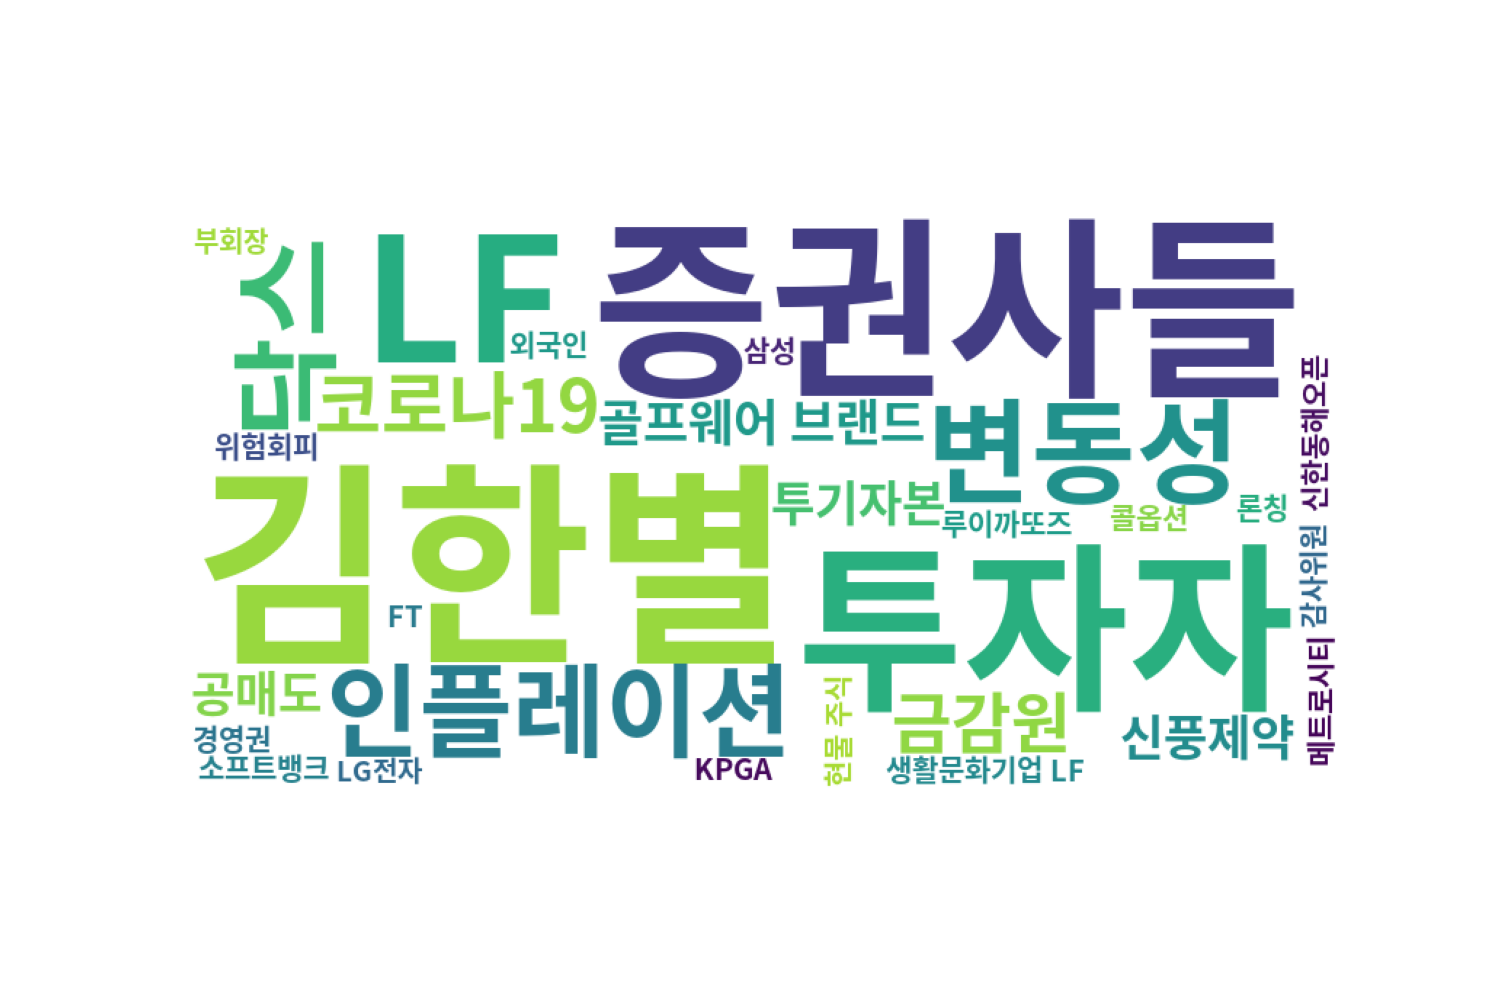 부회장
닥스
LF
증권사들
외국인
삼성
코로나19
골프웨어 브랜드
변동성
위험회피
신한동해오픈
김한별
투기자본
루이까또즈
콜옵션
론칭
감사위원
FT
투자자
메트로시티
공매도
인플레이션
현물 주식
금감원
신풍제약
경영권
소프트뱅크
LG전자
KPGA
생활문화기업 LF